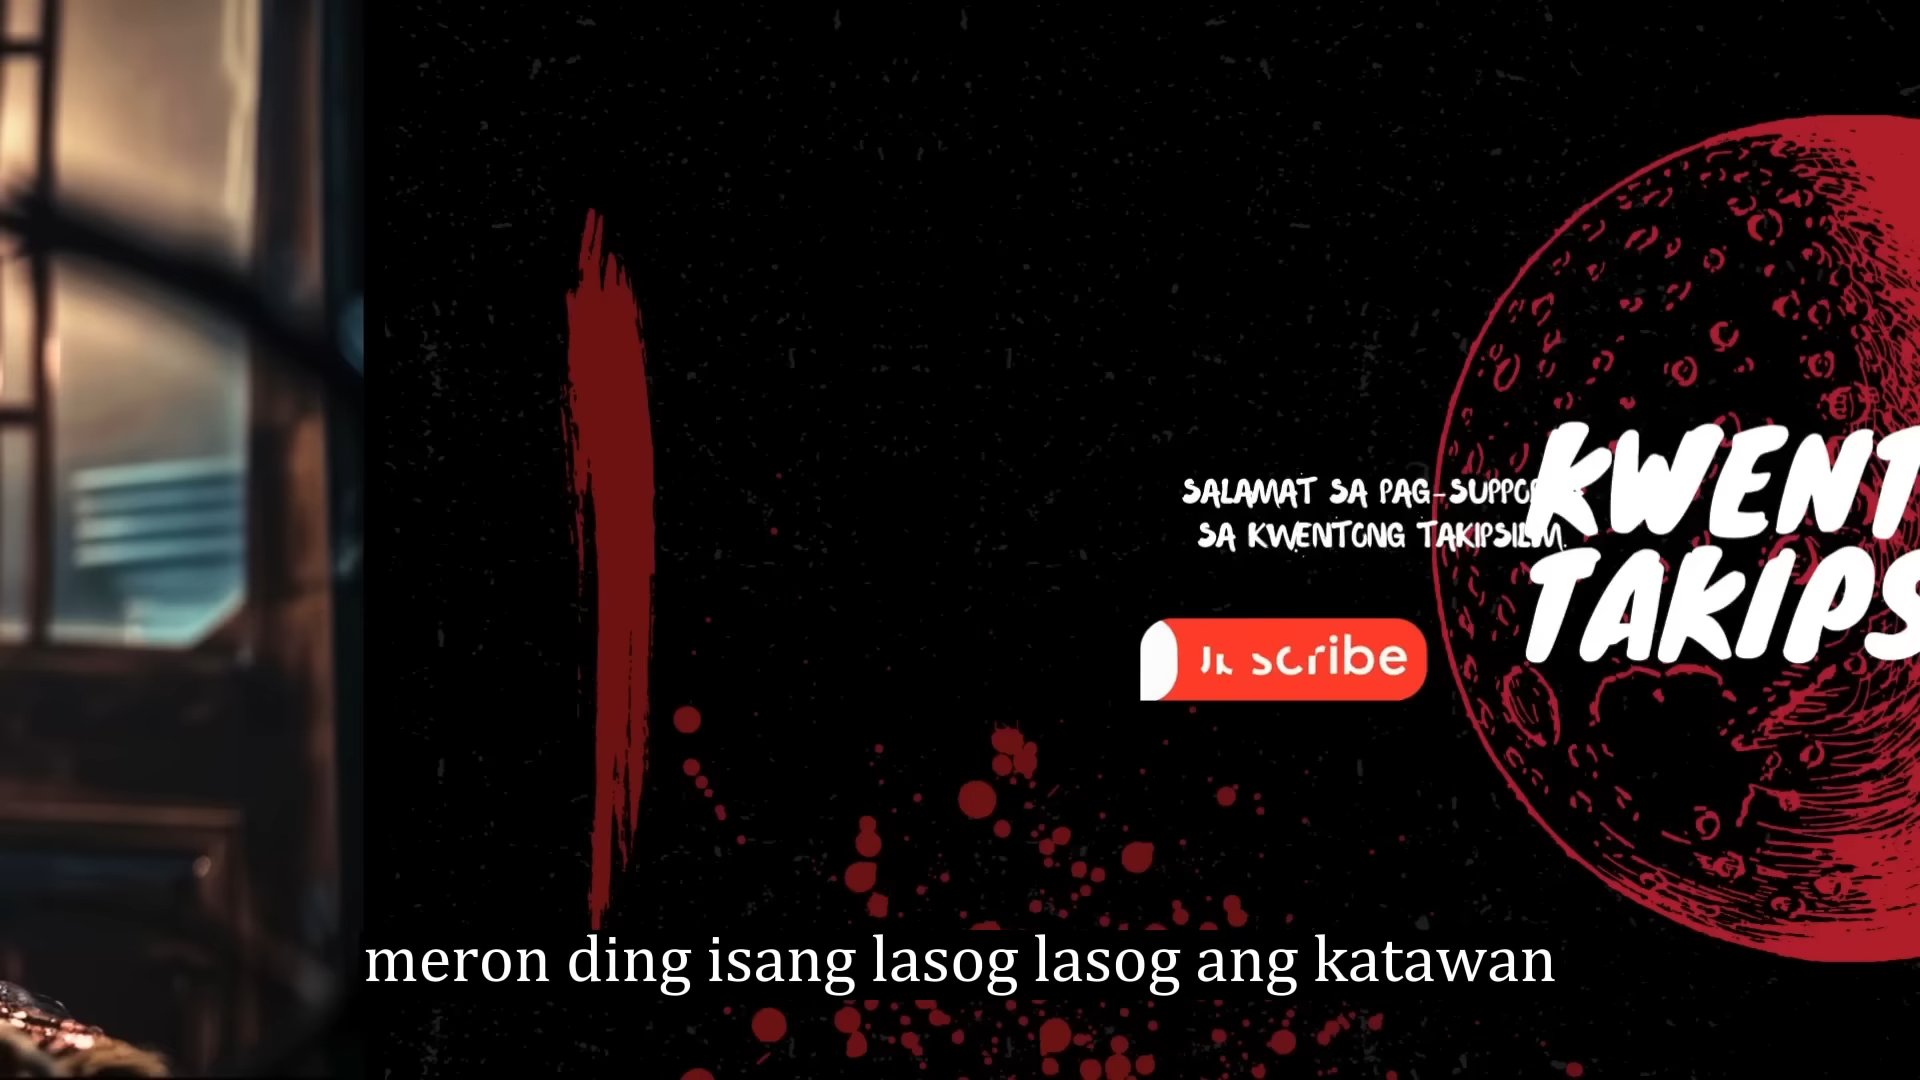 SALAMAT SA PAG-SUPPO
SA KWENTONG TAKIPSILIM.
KWENT
TAKIPS
scribe
meron ding isang lasog lasog ang katawan